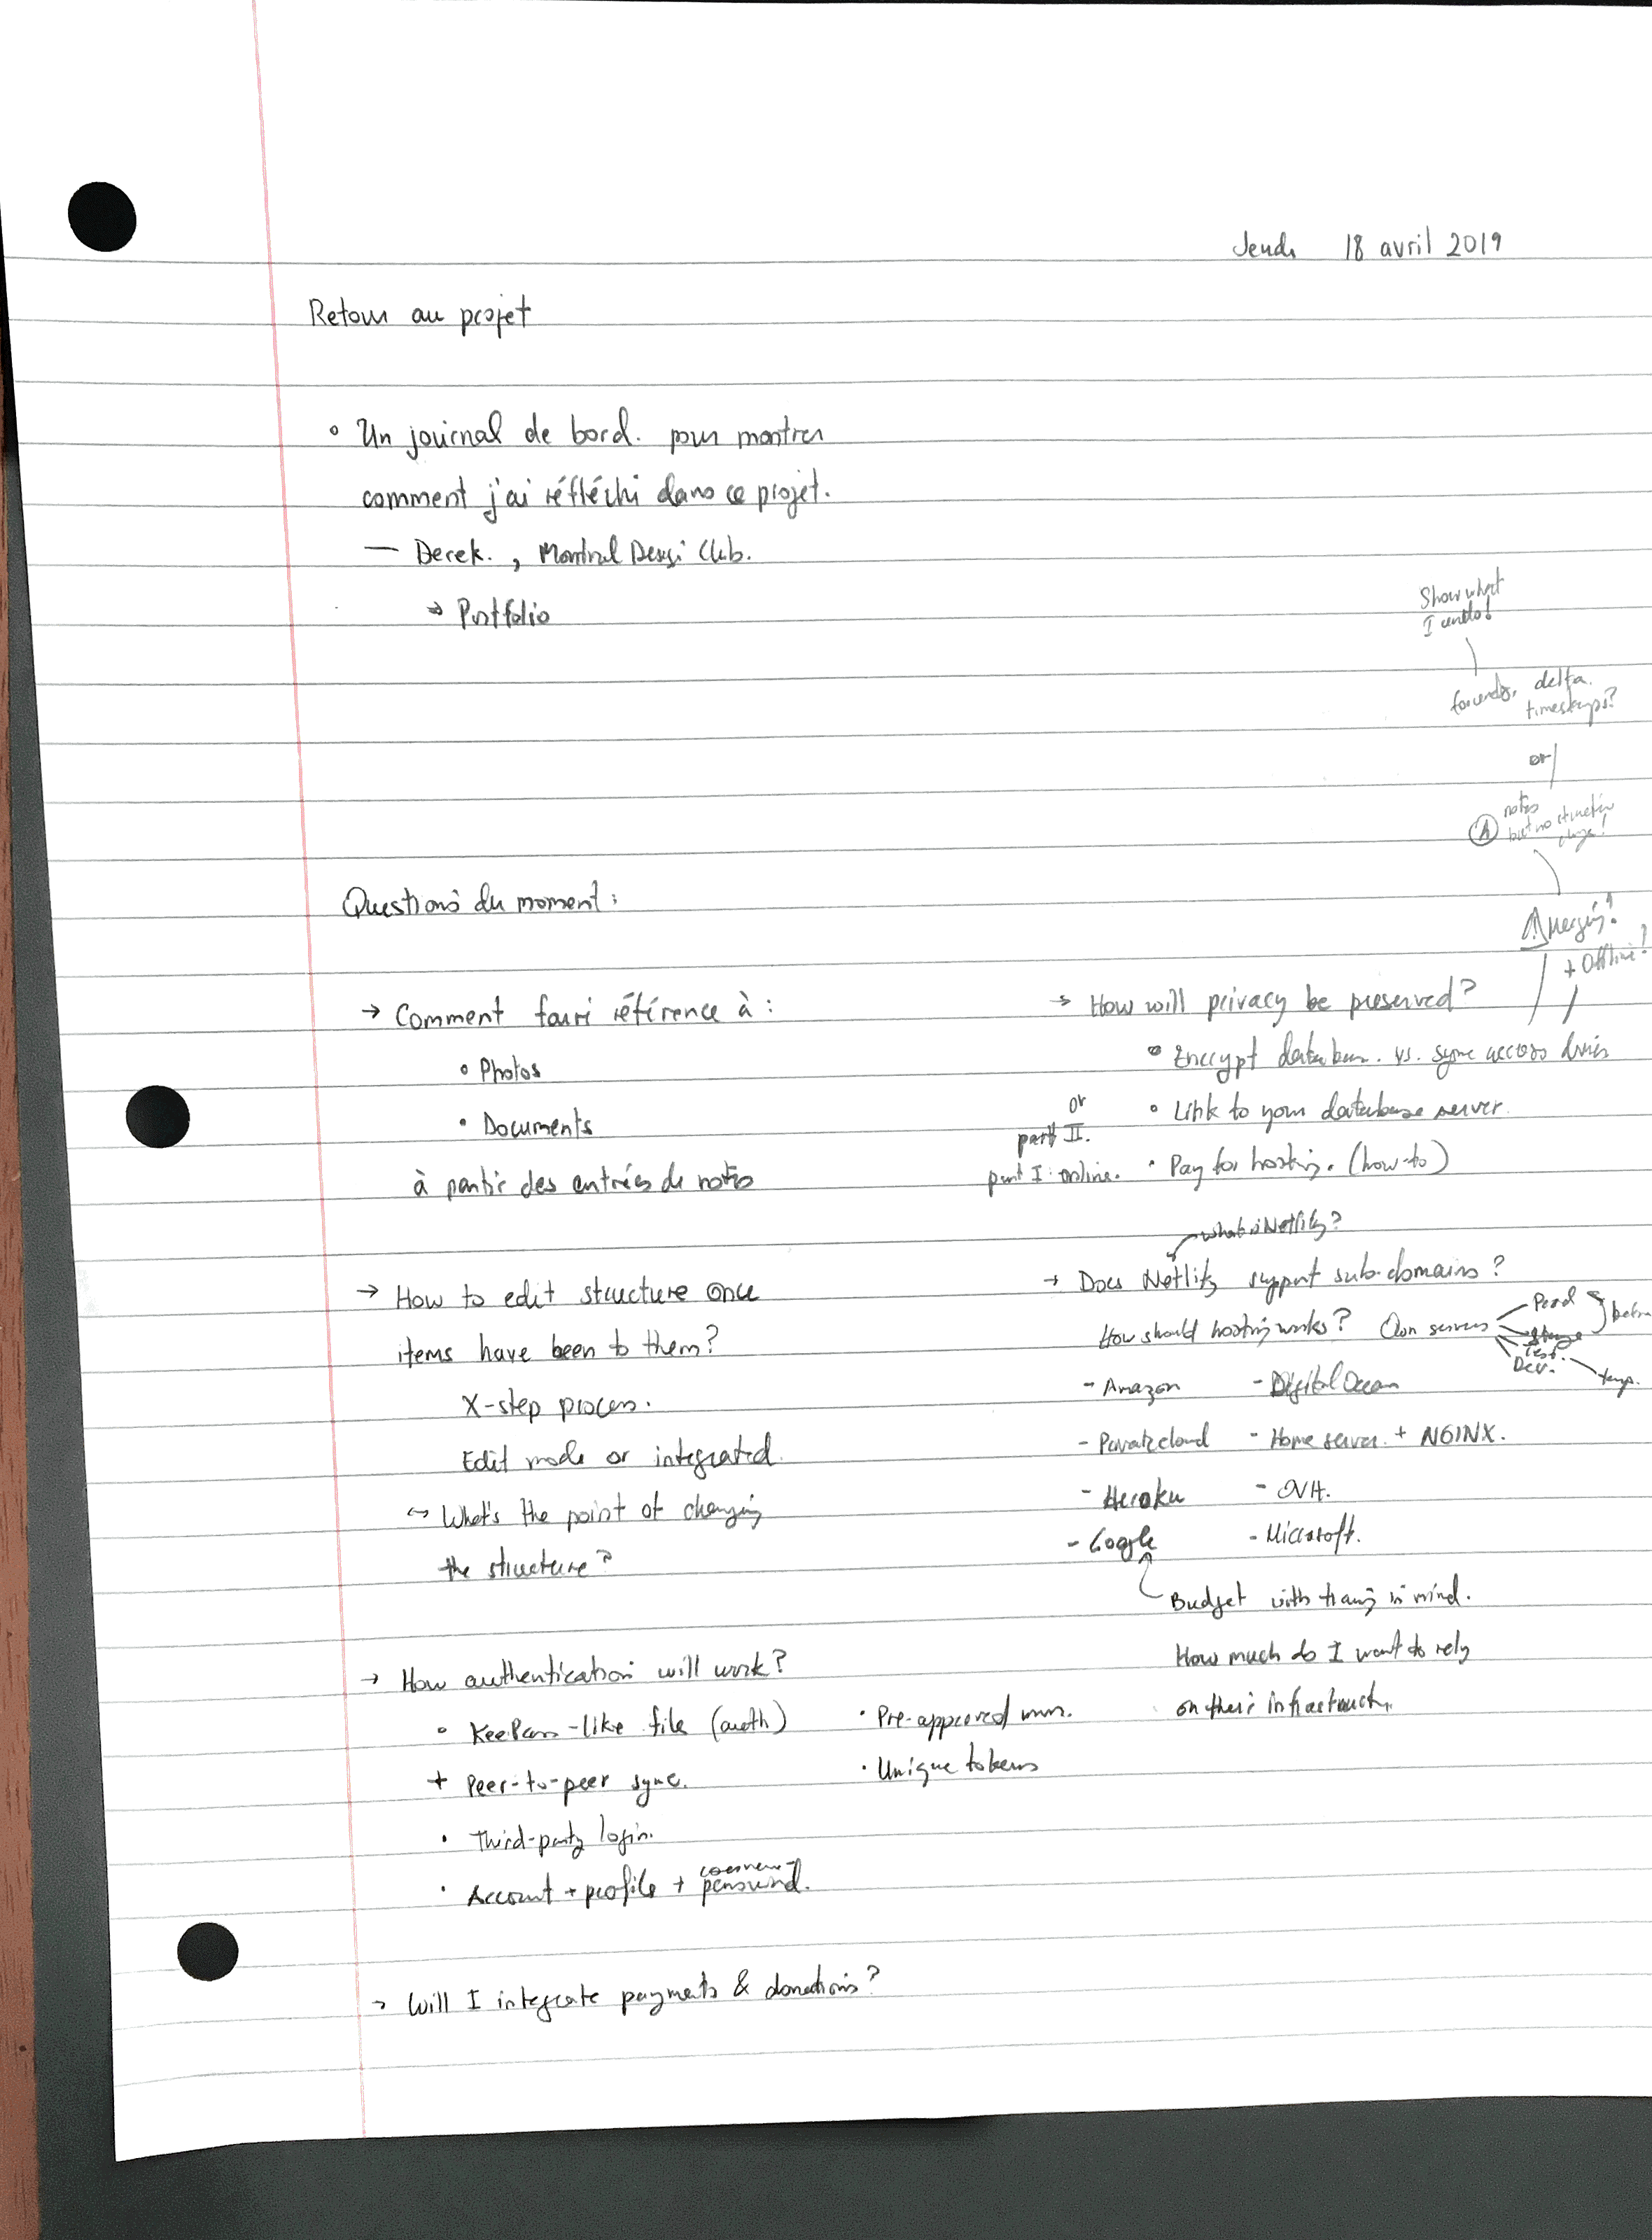 Jeudi 18 avril 2019
Retour au projet
• Un journal de bord. pour montrer
comment j'ai réfléchi dans ce projet.
— Derek. , Montreal Design Club.
→ Portfolio
Show what
I undo!
delta.
timestamps?
or
notes
but no structure
change!
Questions du moment :
⚠ Merging!
+ Offline!
→ Comment faire référence à :
• Photos
• Documents
à partir des entrées de notes
→ How will privacy be preserved?
• Encrypt database. vs. sync across devices
or
• Link to your database server.
part II.
part I: online. • Pay for hosting. (how-to)
→ How to edit structure once
items have been to them?
X-step process.
Edit mode or integrated.
↪ What's the point of changing
the structure?
what is Netlify?
→ Does Netlify support sub-domains?
How should hosting works? Own servers
Prod
Stage
Test.
Dev.
temp.
- Amazon - Digital Ocean
- Private cloud - Home server. + NGINX.
- Heroku - OVH.
- Google - Microsoft.
Budget with in mind.
How much do I want to rely
on their infrastructure
→ How authentication will work?
• KeePass-like file (auth)
+ Peer-to-peer sync.
• Third-party login.
• Account + profile + password.
• Pre-approved
• Unique tokens
→ Will I integrate payments & donations?